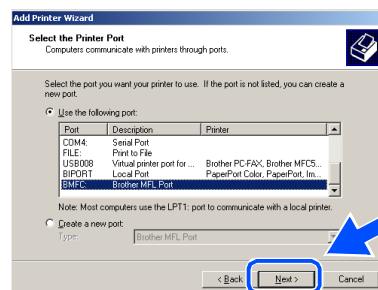 Add Printer Wizard
Select the Printer Port
Computers communicate with printers through ports.
Select the port you want your printer to use. If the port is not listed, you can create a
new port.
Use the following port:
Port Description Printer
COM4: Serial Port
FILE: Print to File
USB008 Virtual printer port for ... Brother PC-FAX, Brother MFC5...
BIPORT Local Port PaperPort Color, PaperPort, Im...
BMFC: Brother MFL Port
Note: Most computers use the LPT1: port to communicate with a local printer.
Create a new port:
Type: Brother MFL Port
< Back Next > Cancel